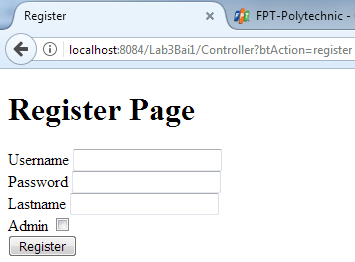 Register
FPT-Polytechnic -
localhost:8084/Lab3Bai1/Controller?btAction=register
Register Page
Username
Password
Lastname
Admin
Register